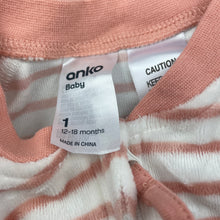 anko
Baby
1
12-18 months
MADE IN CHINA
CAUTION
KEEP